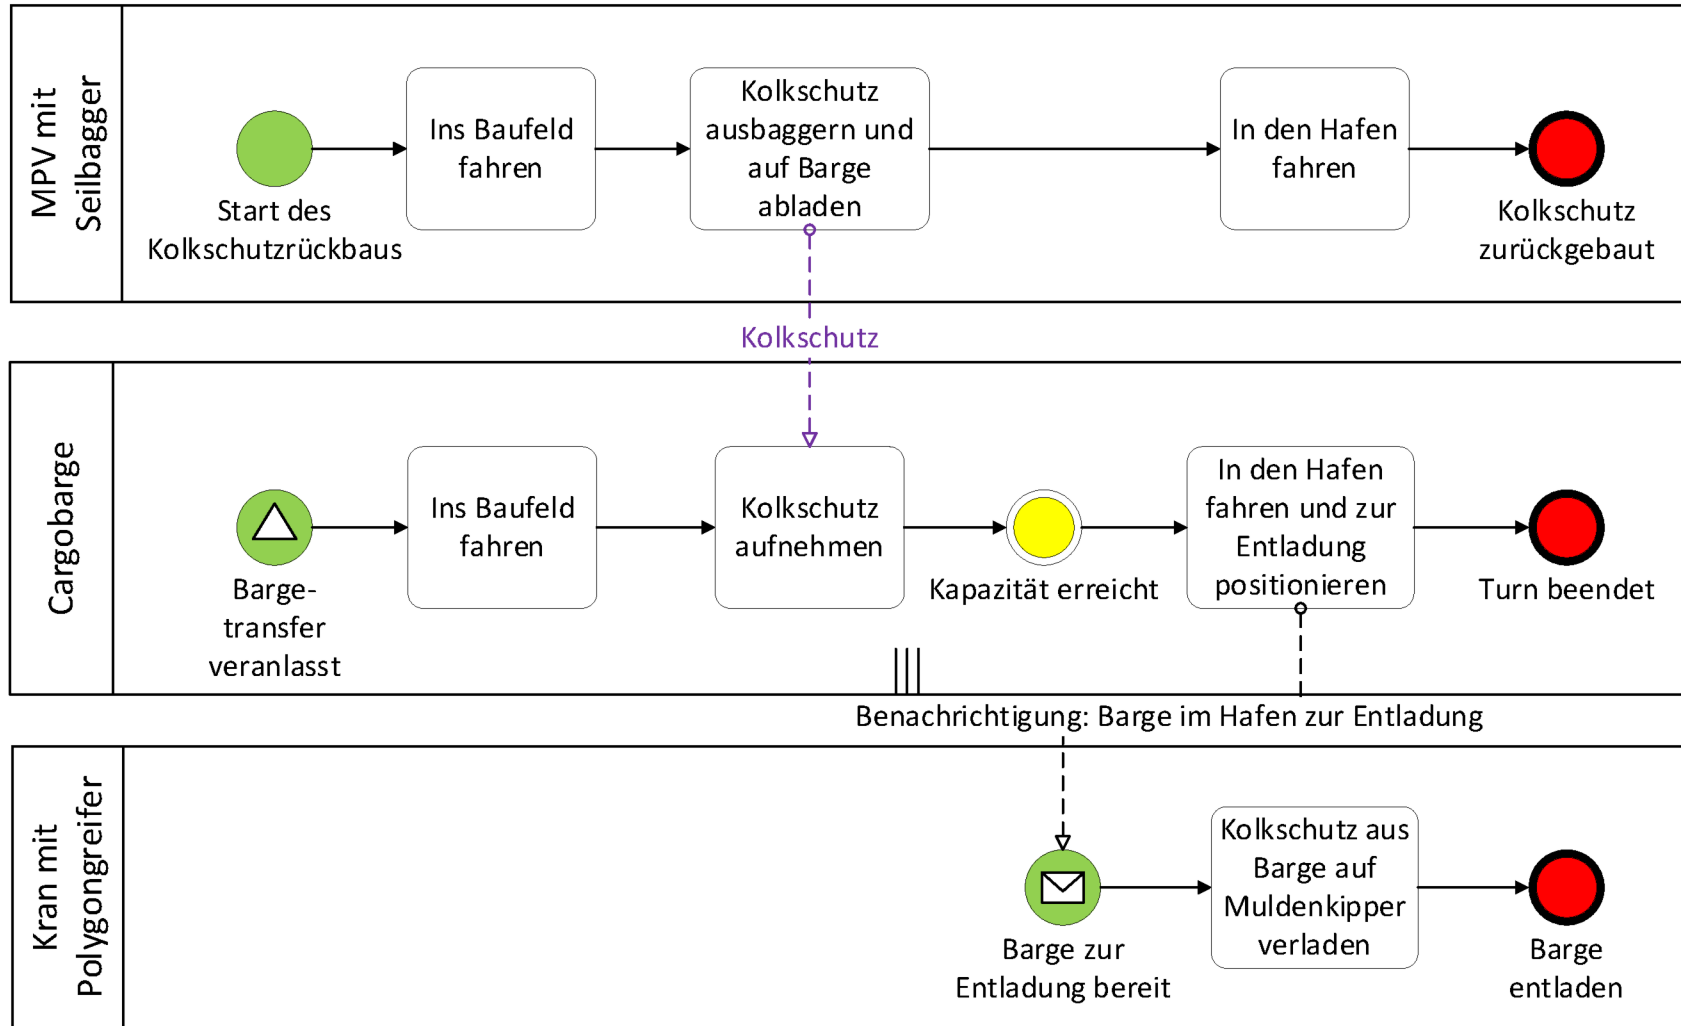 MPV mit
Seilbagger
Start des
Kolkschutzrückbaus
Ins Baufeld
fahren
Kolkschutz
ausbaggern und
auf Barge
abladen
In den Hafen
fahren
Kolkschutz
zurückgebaut
Kolkschutz
Cargobarge
Barge-
transfer
veranlasst
Ins Baufeld
fahren
Kolkschutz
aufnehmen
Kapazität erreicht
In den Hafen
fahren und zur
Entladung
positionieren
Turn beendet
Benachrichtigung: Barge im Hafen zur Entladung
Kran mit
Polygongreifer
Barge zur
Entladung bereit
Kolkschutz aus
Barge auf
Muldenkipper
verladen
Barge
entladen